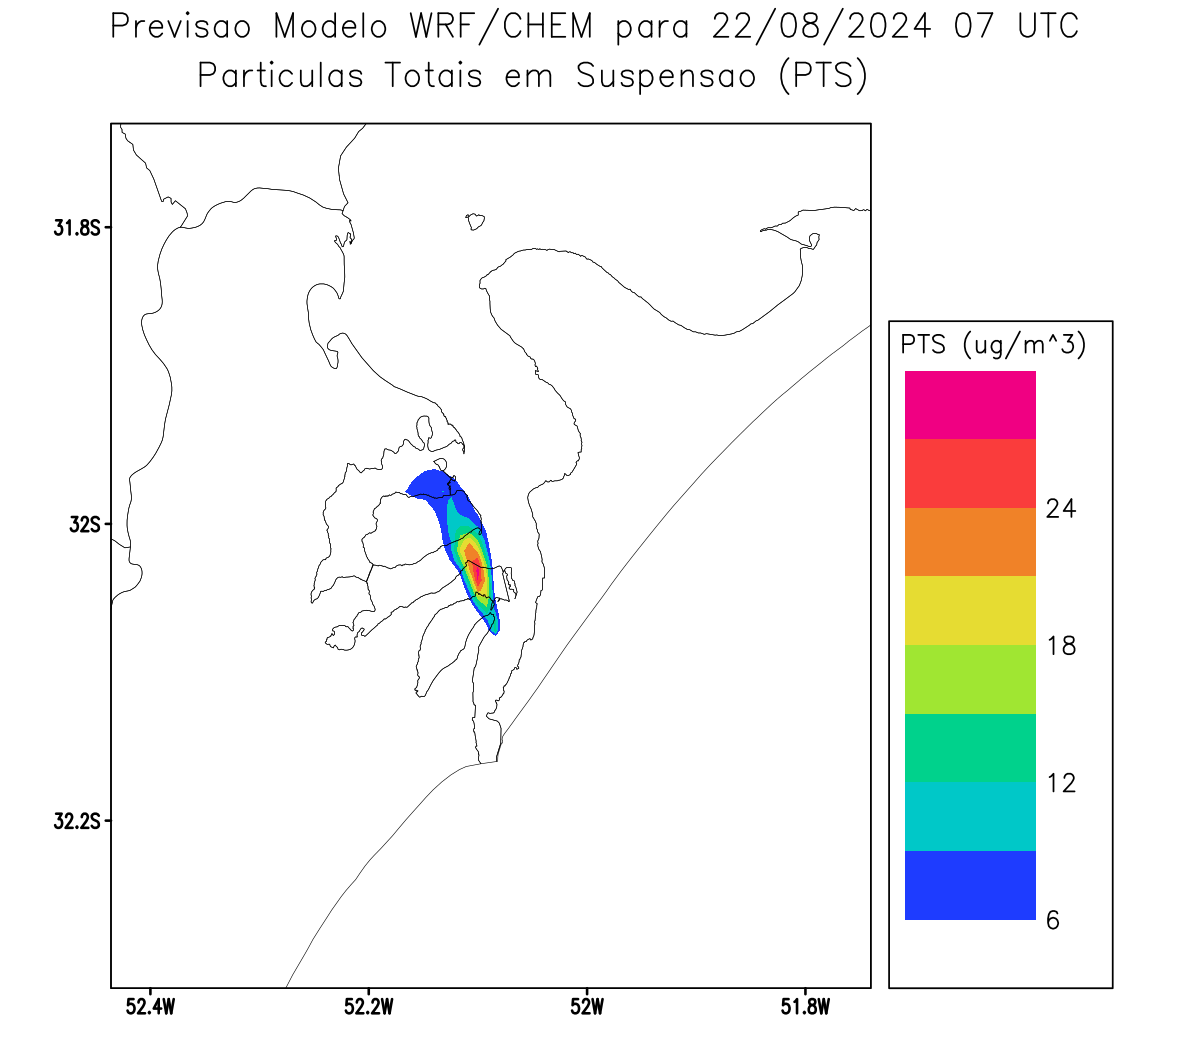 Previsao Modelo WRF/CHEM para 22/08/2024 07 UTC
Particulas Totais em Suspensao (PTS)
31.8S
32S
32.2S
52.4W
52.2W
52W
51.8W
PTS (ug/m^3)
24
18
12
6